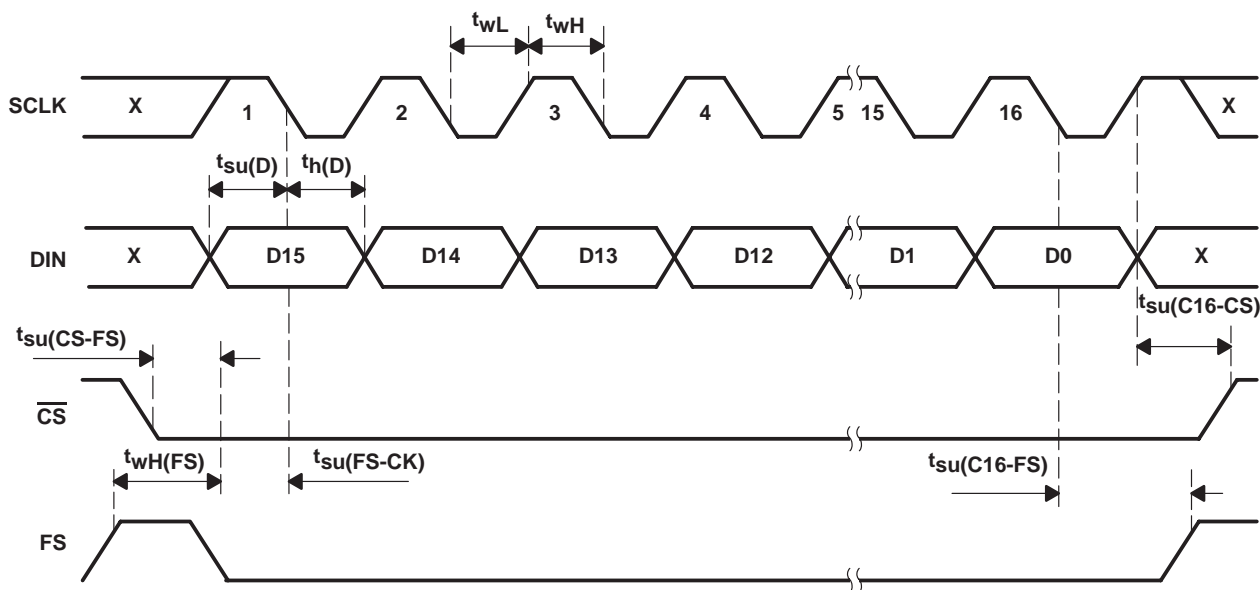 twL twH
SCLK X 1 2 3 4 5 15 16 X
tsu(D) th(D)
DIN X D15 D14 D13 D12 D1 D0 X
tsu(C16-CS)
tsu(CS-FS)
CS
twH(FS) tsu(FS-CK) tsu(C16-FS)
FS